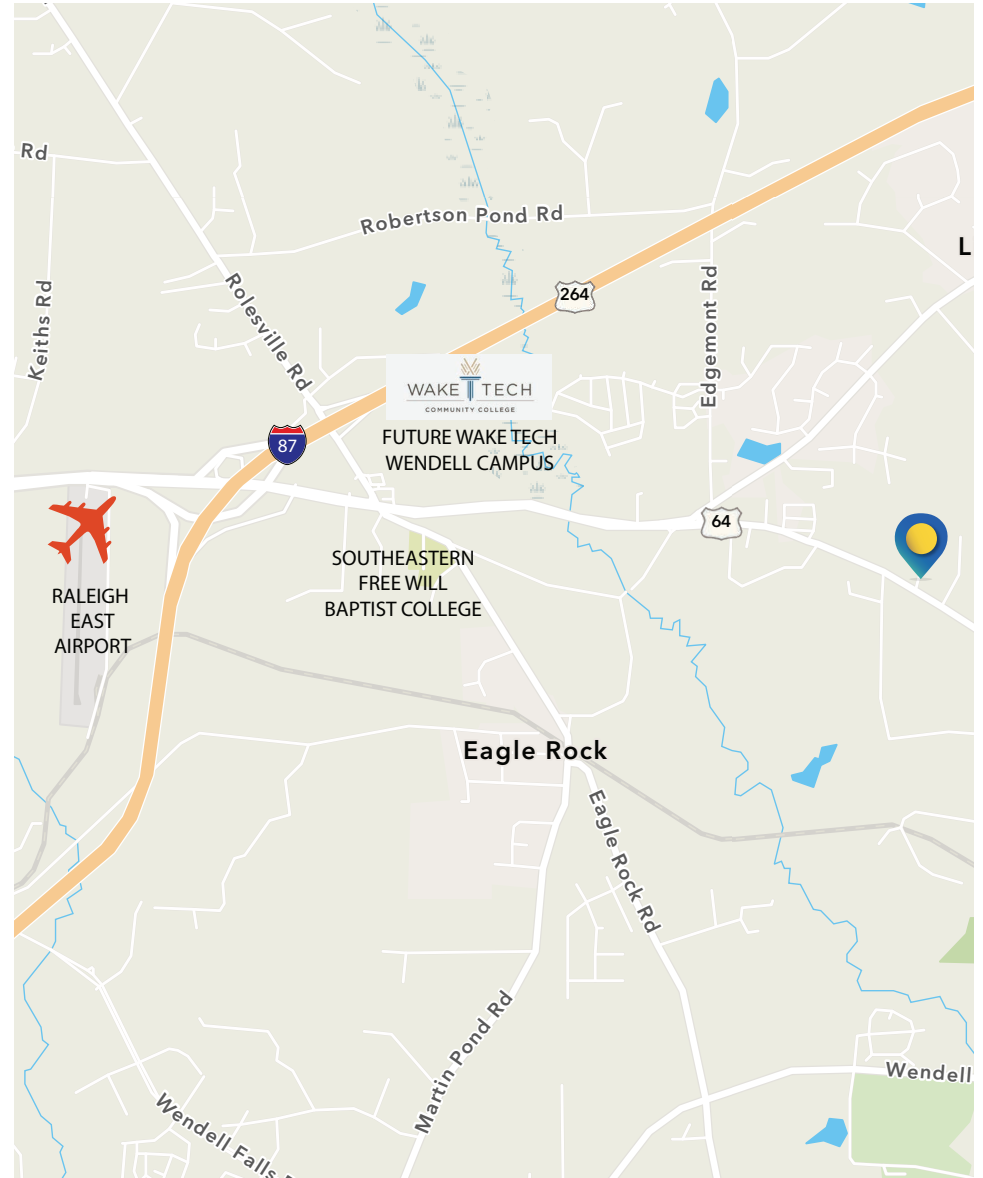 Rd
Robertson Pond Rd
L
Keiths Rd
Rolesville Rd
264
Edgemont Rd
WAKE TECH
COMMUNITY COLLEGE
87
FUTURE WAKE TECH
WENDELL CAMPUS
64
SOUTHEASTERN
FREE WILL
BAPTIST COLLEGE
RALEIGH
EAST
AIRPORT
Eagle Rock
Eagle Rock Rd
Martin Pond Rd
Wendell
Wendell Falls